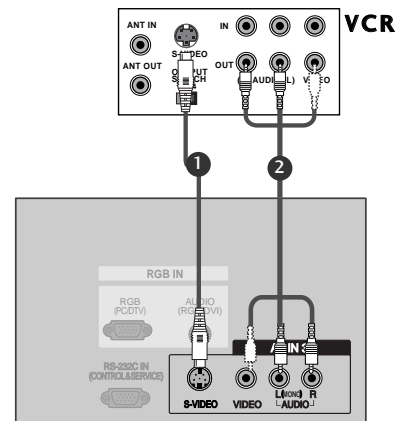 VCR
ANT IN
IN
S-VIDEO
ANT OUT
OUT
1
2
RGB IN
RGB
(PC/DTV)
AUDIO
RS-232C IN
(CONTROL & SERVICE)
S-VIDEO
VIDEO
L(MONO) R
AUDIO